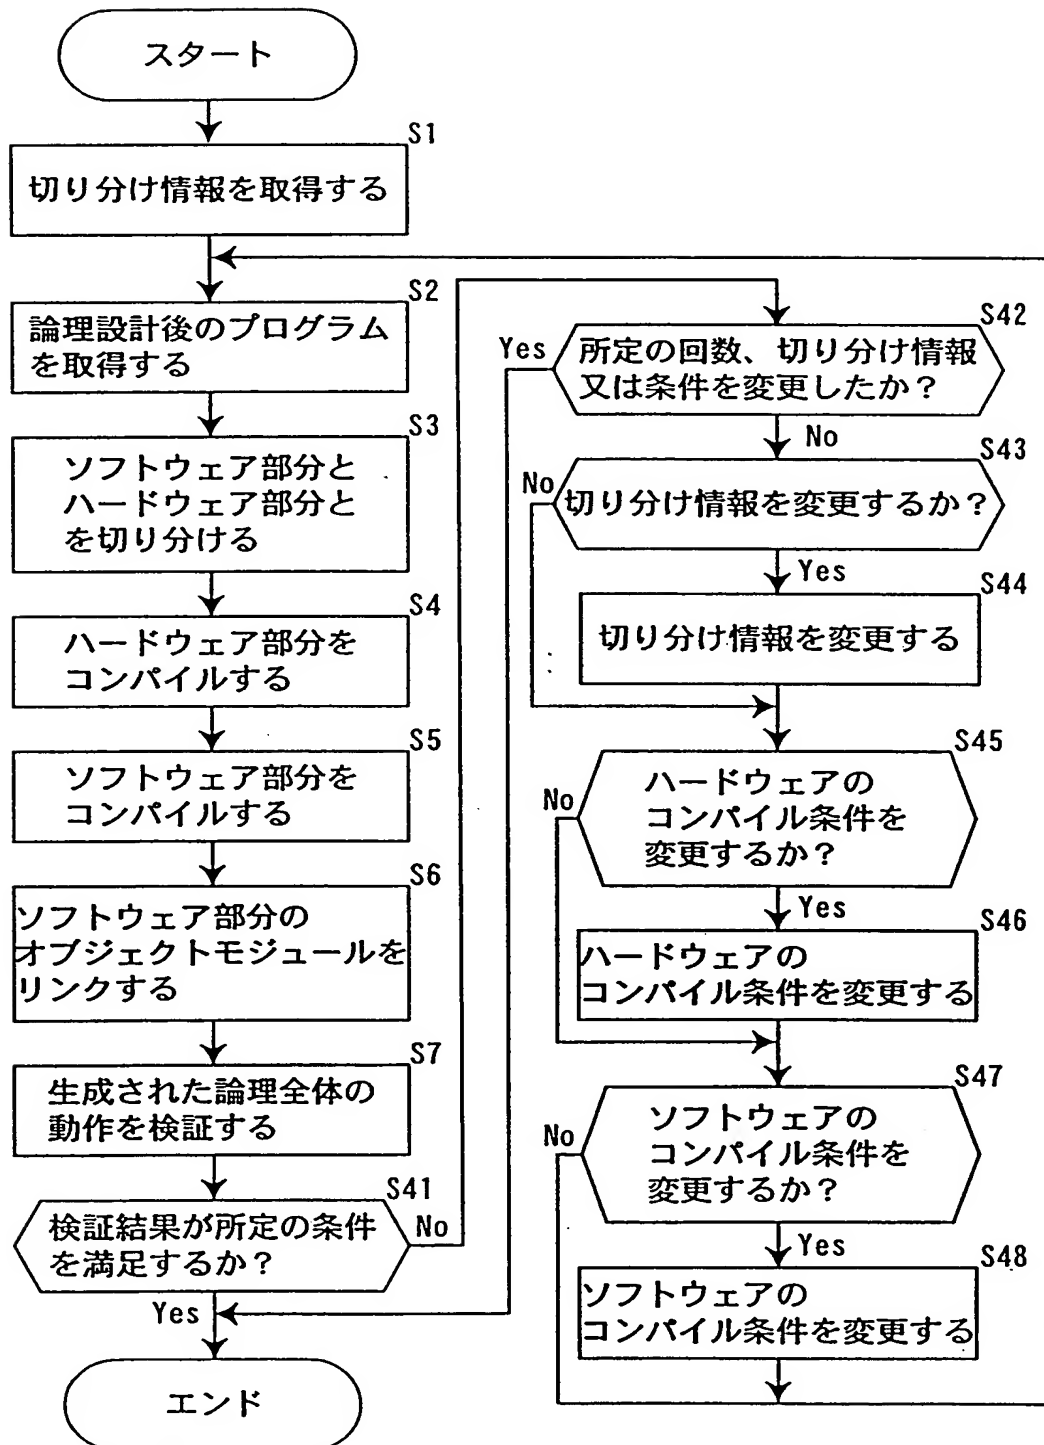 スタート
S1
切り分け情報を取得する
S2
論理設計後のプログラム
を取得する
S3
ソフトウェア部分と
ハードウェア部分と
を切り分ける
S4
ハードウェア部分を
コンパイルする
S5
ソフトウェア部分を
コンパイルする
S6
ソフトウェア部分の
オブジェクトモジュールを
リンクする
S7
生成された論理全体の
動作を検証する
S41
検証結果が所定の条件
を満足するか?
No
Yes
エンド
S42
所定の回数、切り分け情報
又は条件を変更したか?
Yes
No
S43
切り分け情報を変更するか?
No
Yes
S44
切り分け情報を変更する
S45
ハードウェアの
コンパイル条件を
変更するか?
No
Yes
S46
ハードウェアの
コンパイル条件を変更する
S47
ソフトウェアの
コンパイル条件を
変更するか?
No
Yes
S48
ソフトウェアの
コンパイル条件を変更する